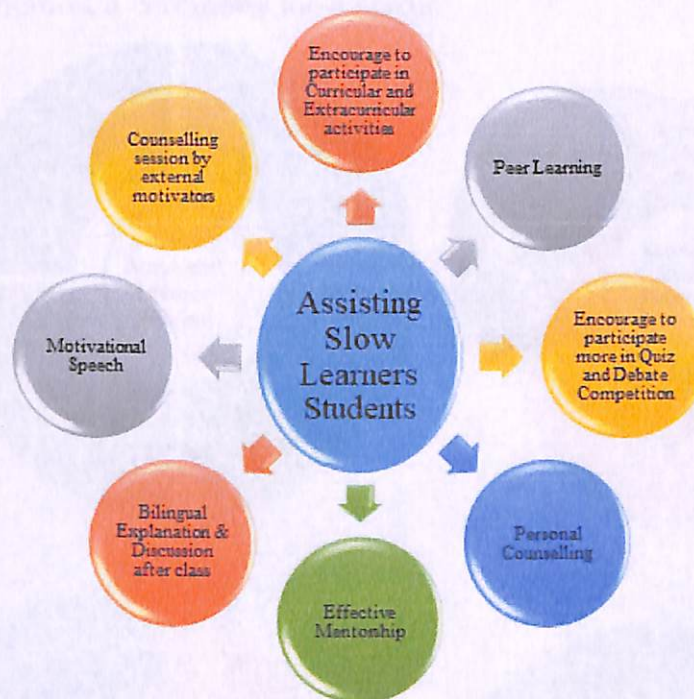 Assisting
Slow
Learners
Students
Encourage to
participate in
Curricular and
Extracurricular
activities
Peer Learning
Encourage to
participate
more in Quiz
and Debate
Competition
Personal
Counselling
Effective
Mentorship
Bilingual
Explanation &
Discussion
after class
Motivational
Speech
Counselling
session by
external
motivators